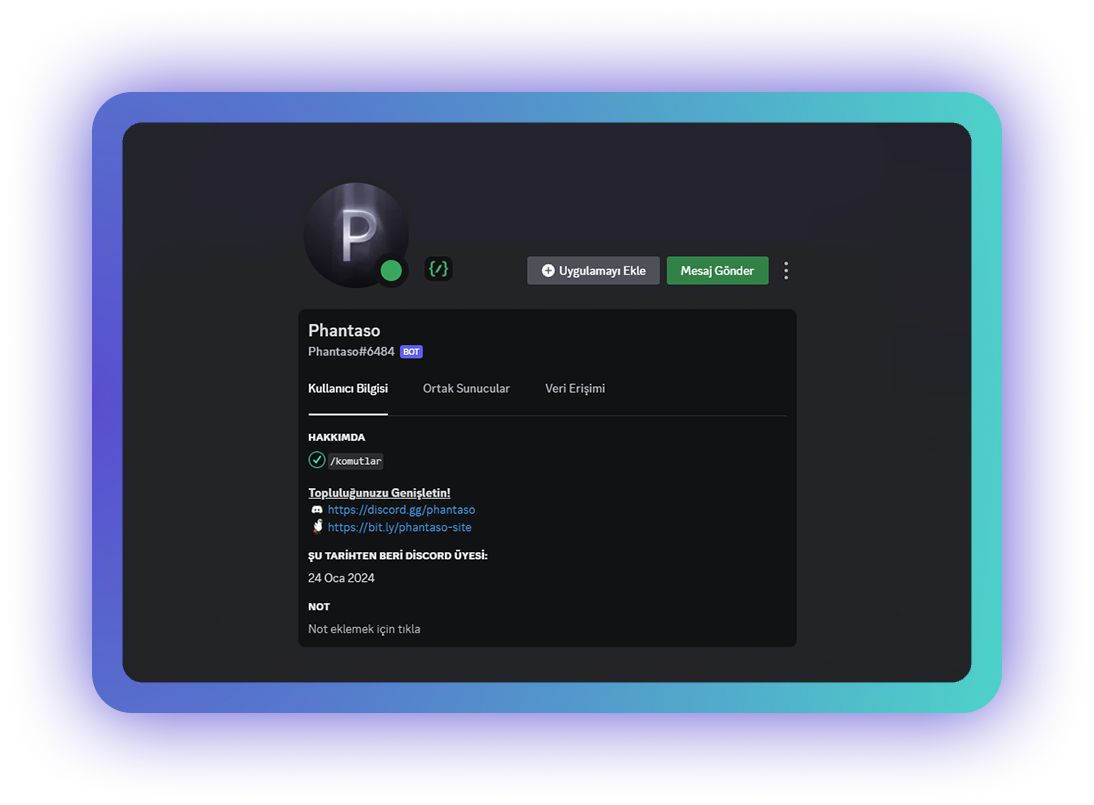 P
Uygulamayı Ekle
Mesaj Gönder
Phantaso
Phantaso#6484 BOT
Kullanıcı Bilgisi
Ortak Sunucular
Veri Erişimi
HAKKIMDA
/komutlar
Topluluğunuzu Genişletin!
https://discord.gg/phantaso
https://bit.ly/phantaso-site
ŞU TARİHTEN BERİ DİSCORD ÜYESİ:
24 Oca 2024
NOT
Not eklemek için tıkla